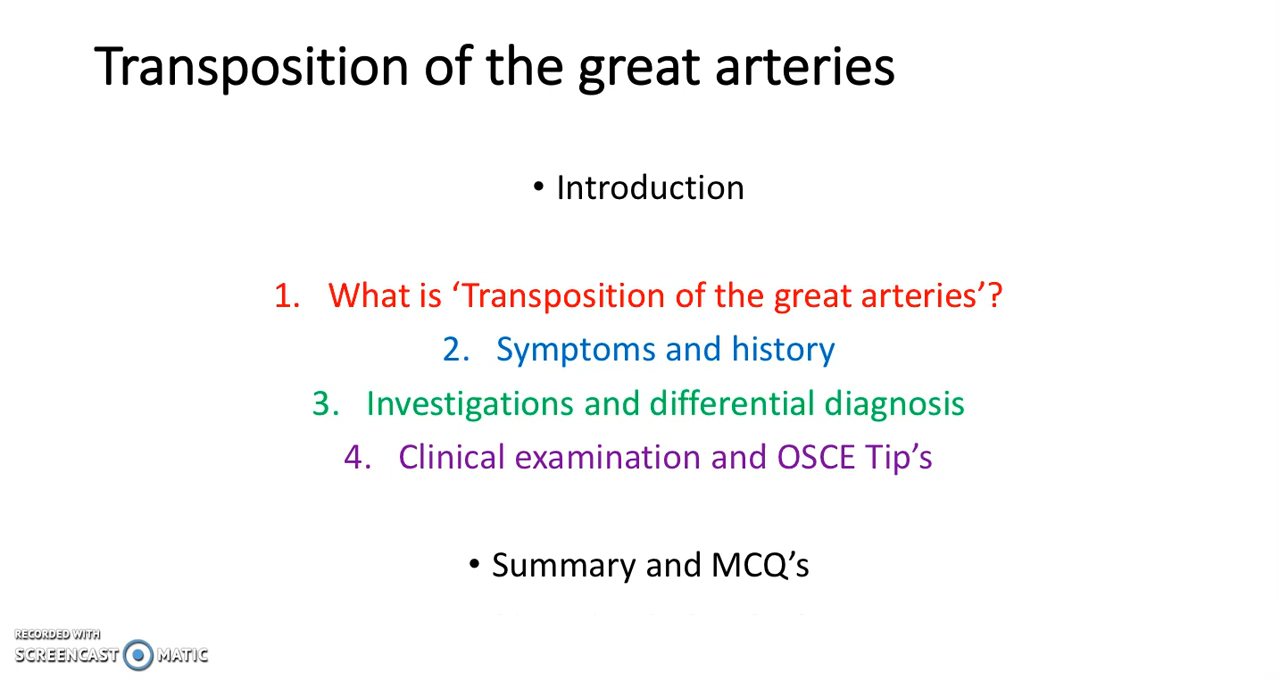 Transposition of the great arteries
• Introduction
1. What is ‘Transposition of the great arteries’?
2. Symptoms and history
3. Investigations and differential diagnosis
4. Clinical examination and OSCE Tip’s
• Summary and MCQ’s
RECORDED WITH
SCREENCAST MATIC